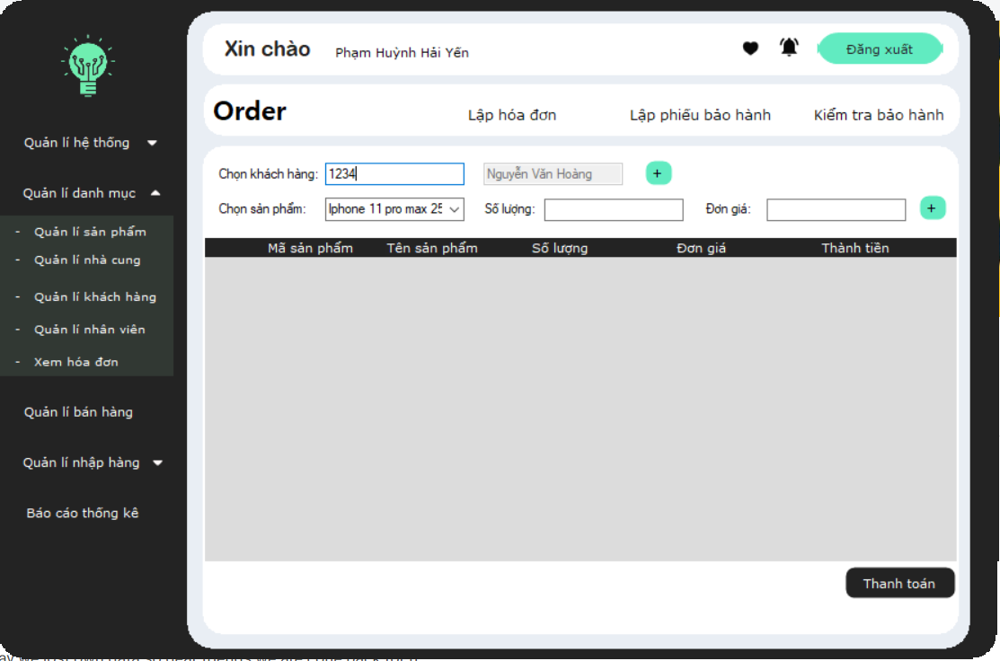 Xin chào Phạm Huỳnh Hải Yến Đăng xuất
Order Lập hóa đơn Lập phiếu bảo hành Kiểm tra bảo hành
Quản lí hệ thống
Quản lí danh mục
- Quản lí sản phẩm
- Quản lí nhà cung
- Quản lí khách hàng
- Quản lí nhân viên
- Xem hóa đơn
Quản lí bán hàng
Quản lí nhập hàng
Báo cáo thống kê
Chọn khách hàng: 1234 Nguyễn Văn Hoàng +
Chọn sản phẩm: Iphone 11 pro max 25 Số lượng: Đơn giá: +
Mã sản phẩm Tên sản phẩm Số lượng Đơn giá Thành tiền
Thanh toán